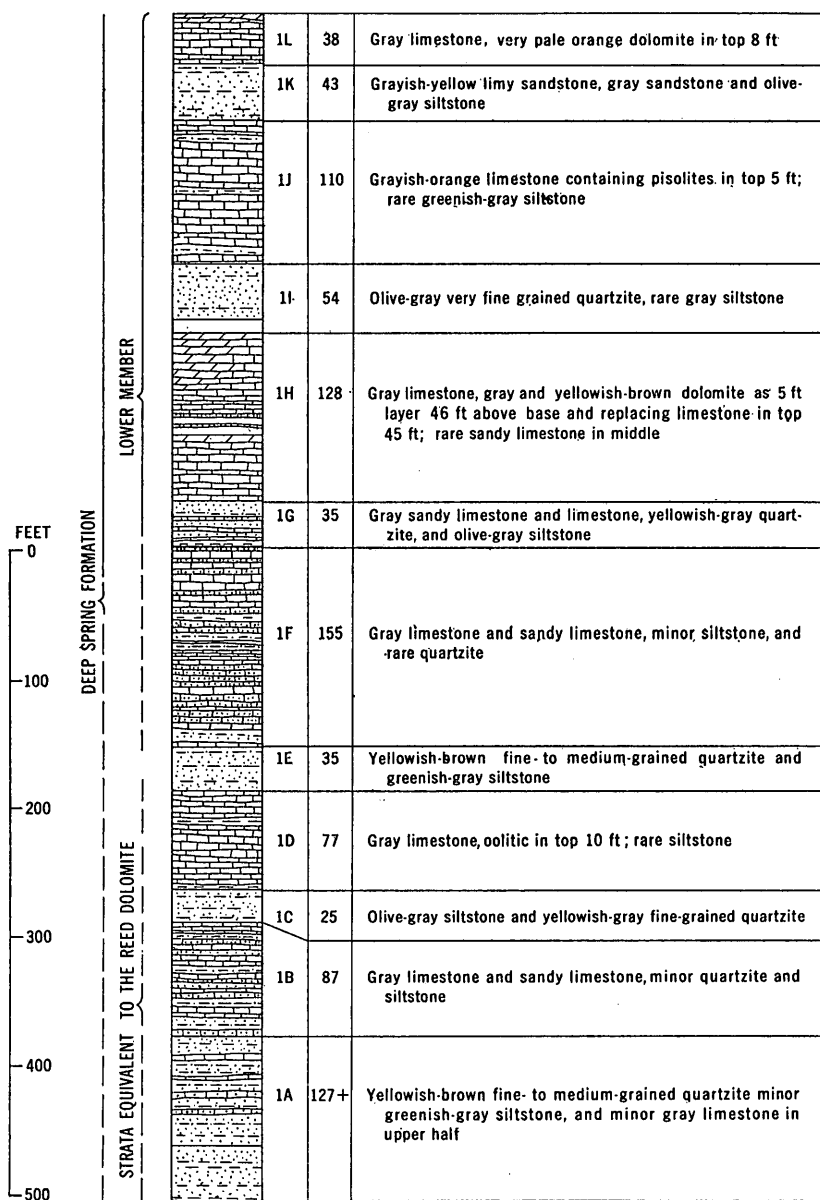 1L 38 Gray limestone, very pale orange dolomite in top 8 ft
1K 43 Grayish-yellow limy sandstone, gray sandstone and olive-
gray siltstone
1J 110 Grayish-orange limestone containing pisolites in top 5 ft;
rare greenish-gray siltstone
1I 54 Olive-gray very fine grained quartzite, rare gray siltstone
LOWER MEMBER
1H 128 Gray limestone, gray and yellowish-brown dolomite as 5 ft
layer 46 ft above base and replacing limestone in top
45 ft; rare sandy limestone in middle
1G 35 Gray sandy limestone and limestone, yellowish-gray quart-
zite, and olive-gray siltstone
FEET
0
DEEP SPRING FORMATION
1F 155 Gray limestone and sandy limestone, minor siltstone, and
rare quartzite
100
1E 35 Yellowish-brown fine- to medium-grained quartzite and
greenish-gray siltstone
200
1D 77 Gray limestone, oolitic in top 10 ft; rare siltstone
1C 25 Olive-gray siltstone and yellowish-gray fine-grained quartzite
300
1B 87 Gray limestone and sandy limestone, minor quartzite and
siltstone
STRATA EQUIVALENT TO THE REED DOLOMITE
400
1A 127+ Yellowish-brown fine- to medium-grained quartzite minor
greenish-gray siltstone, and minor gray limestone in
upper half
500